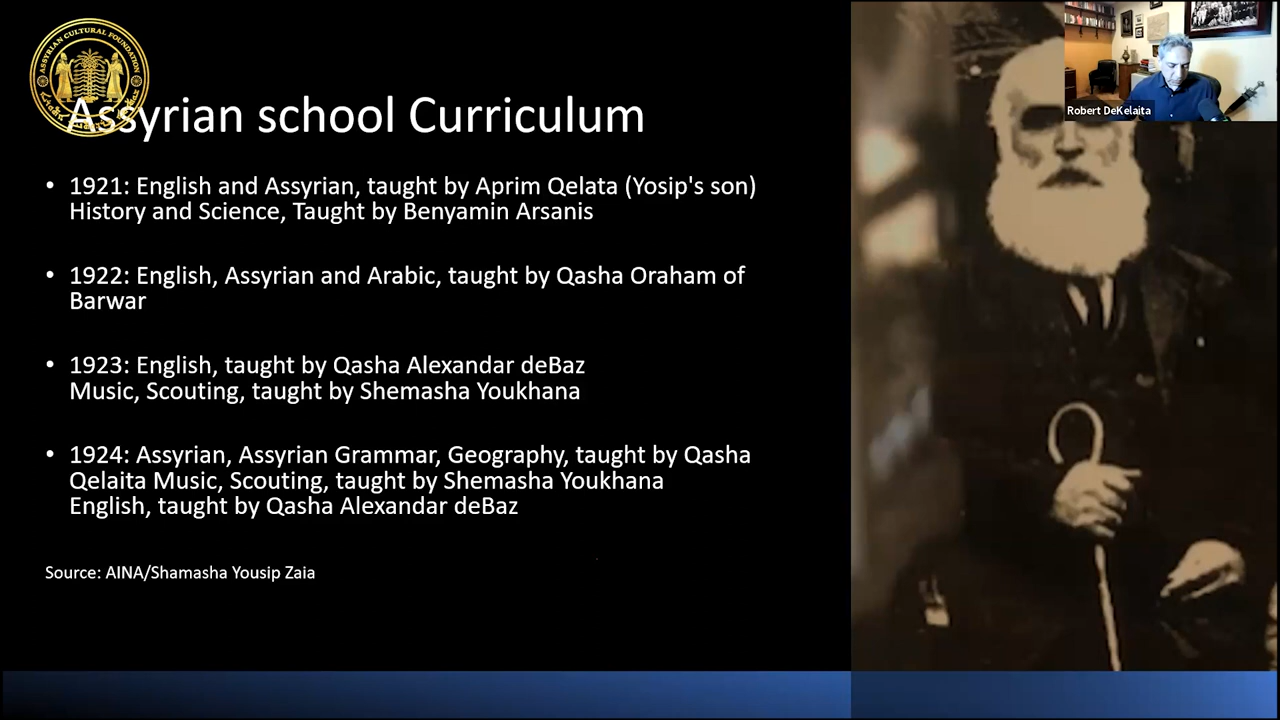 ASSYRIAN CULTURAL FOUNDATION
Assyrian school Curriculum
• 1921: English and Assyrian, taught by Aprim Qelata (Yosip's son)
History and Science, Taught by Benyamin Arsanis
• 1922: English, Assyrian and Arabic, taught by Qasha Oraham of
Barwar
• 1923: English, taught by Qasha Alexandar deBaz
Music, Scouting, taught by Shemasha Youkhana
• 1924: Assyrian, Assyrian Grammar, Geography, taught by Qasha
Qelaita Music, Scouting, taught by Shemasha Youkhana
English, taught by Qasha Alexandar deBaz
Source: AINA/Shamasha Yousip Zaia
Robert DeKelaita